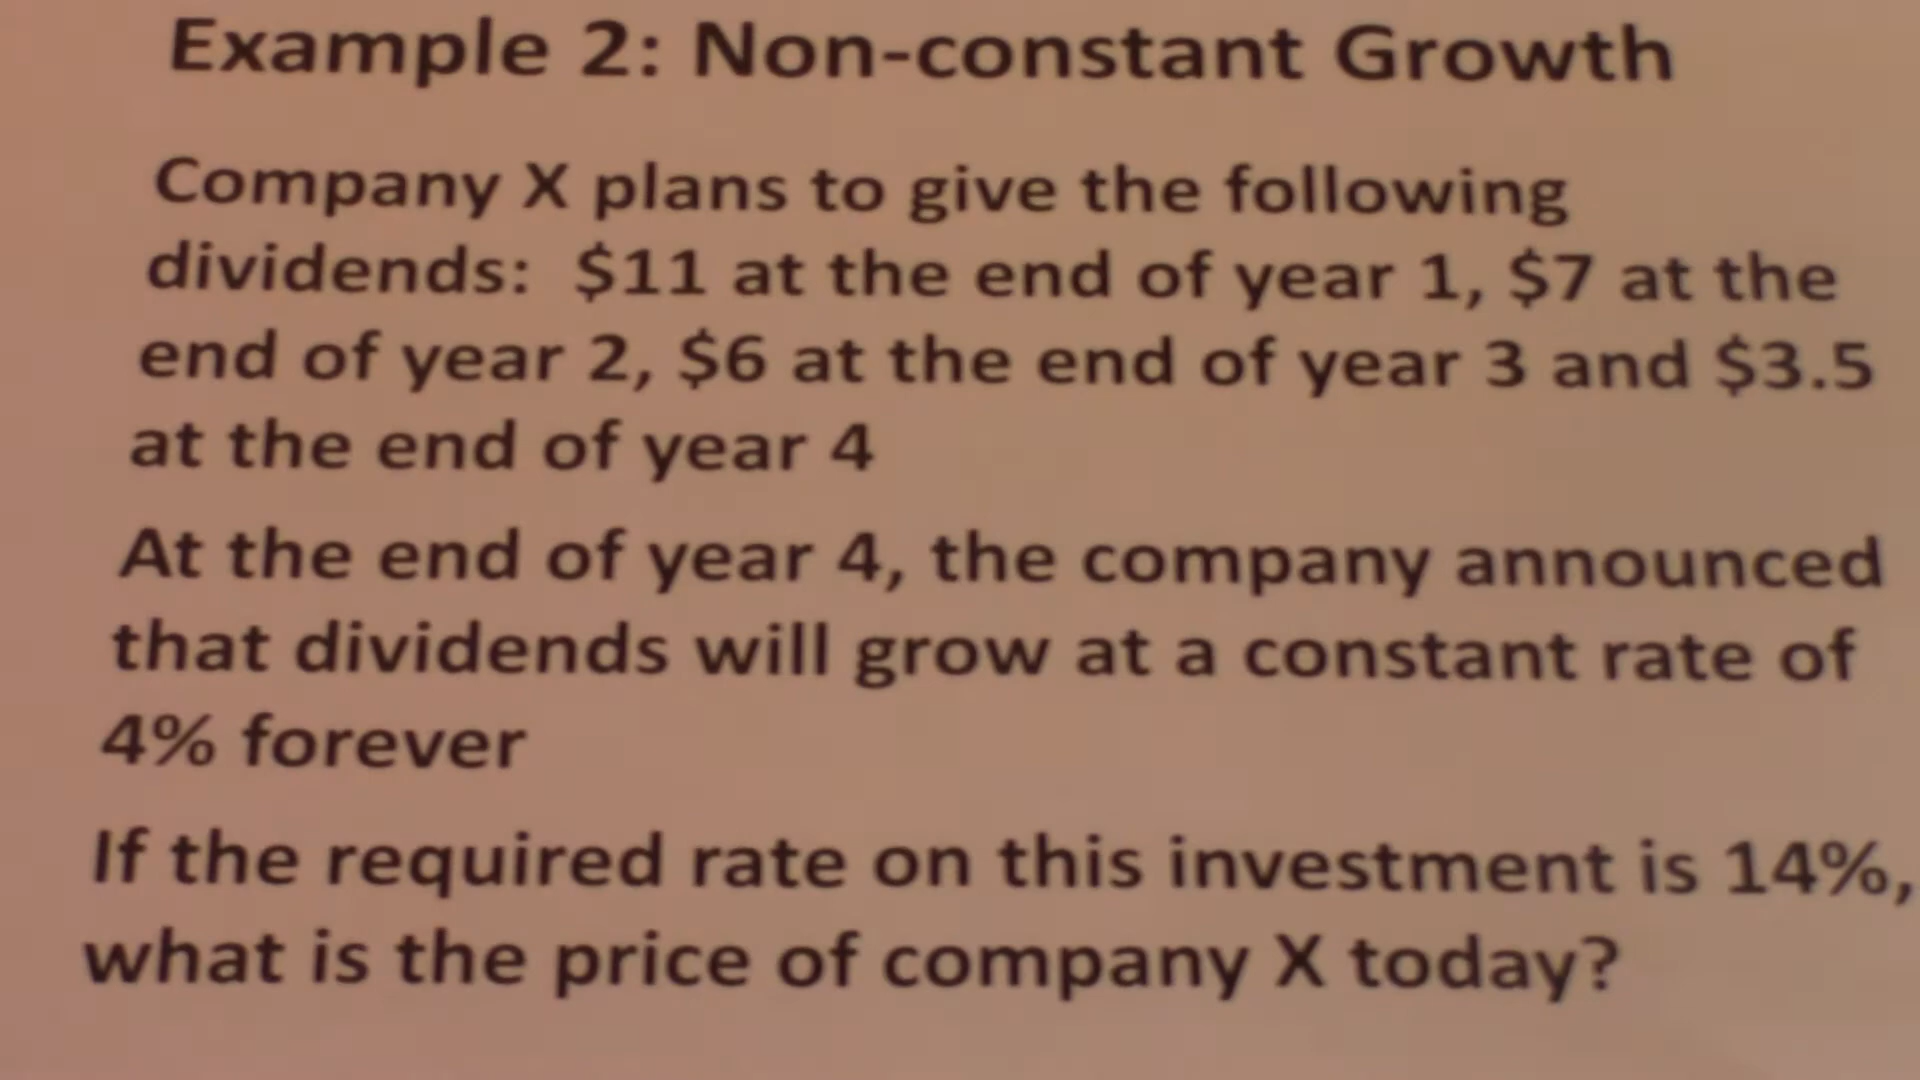 Example 2: Non-constant Growth
Company X plans to give the following
dividends: $11 at the end of year 1, $7 at the
end of year 2, $6 at the end of year 3 and $3.5
at the end of year 4
At the end of year 4, the company announced
that dividends will grow at a constant rate of
4% forever
If the required rate on this investment is 14%,
what is the price of company X today?